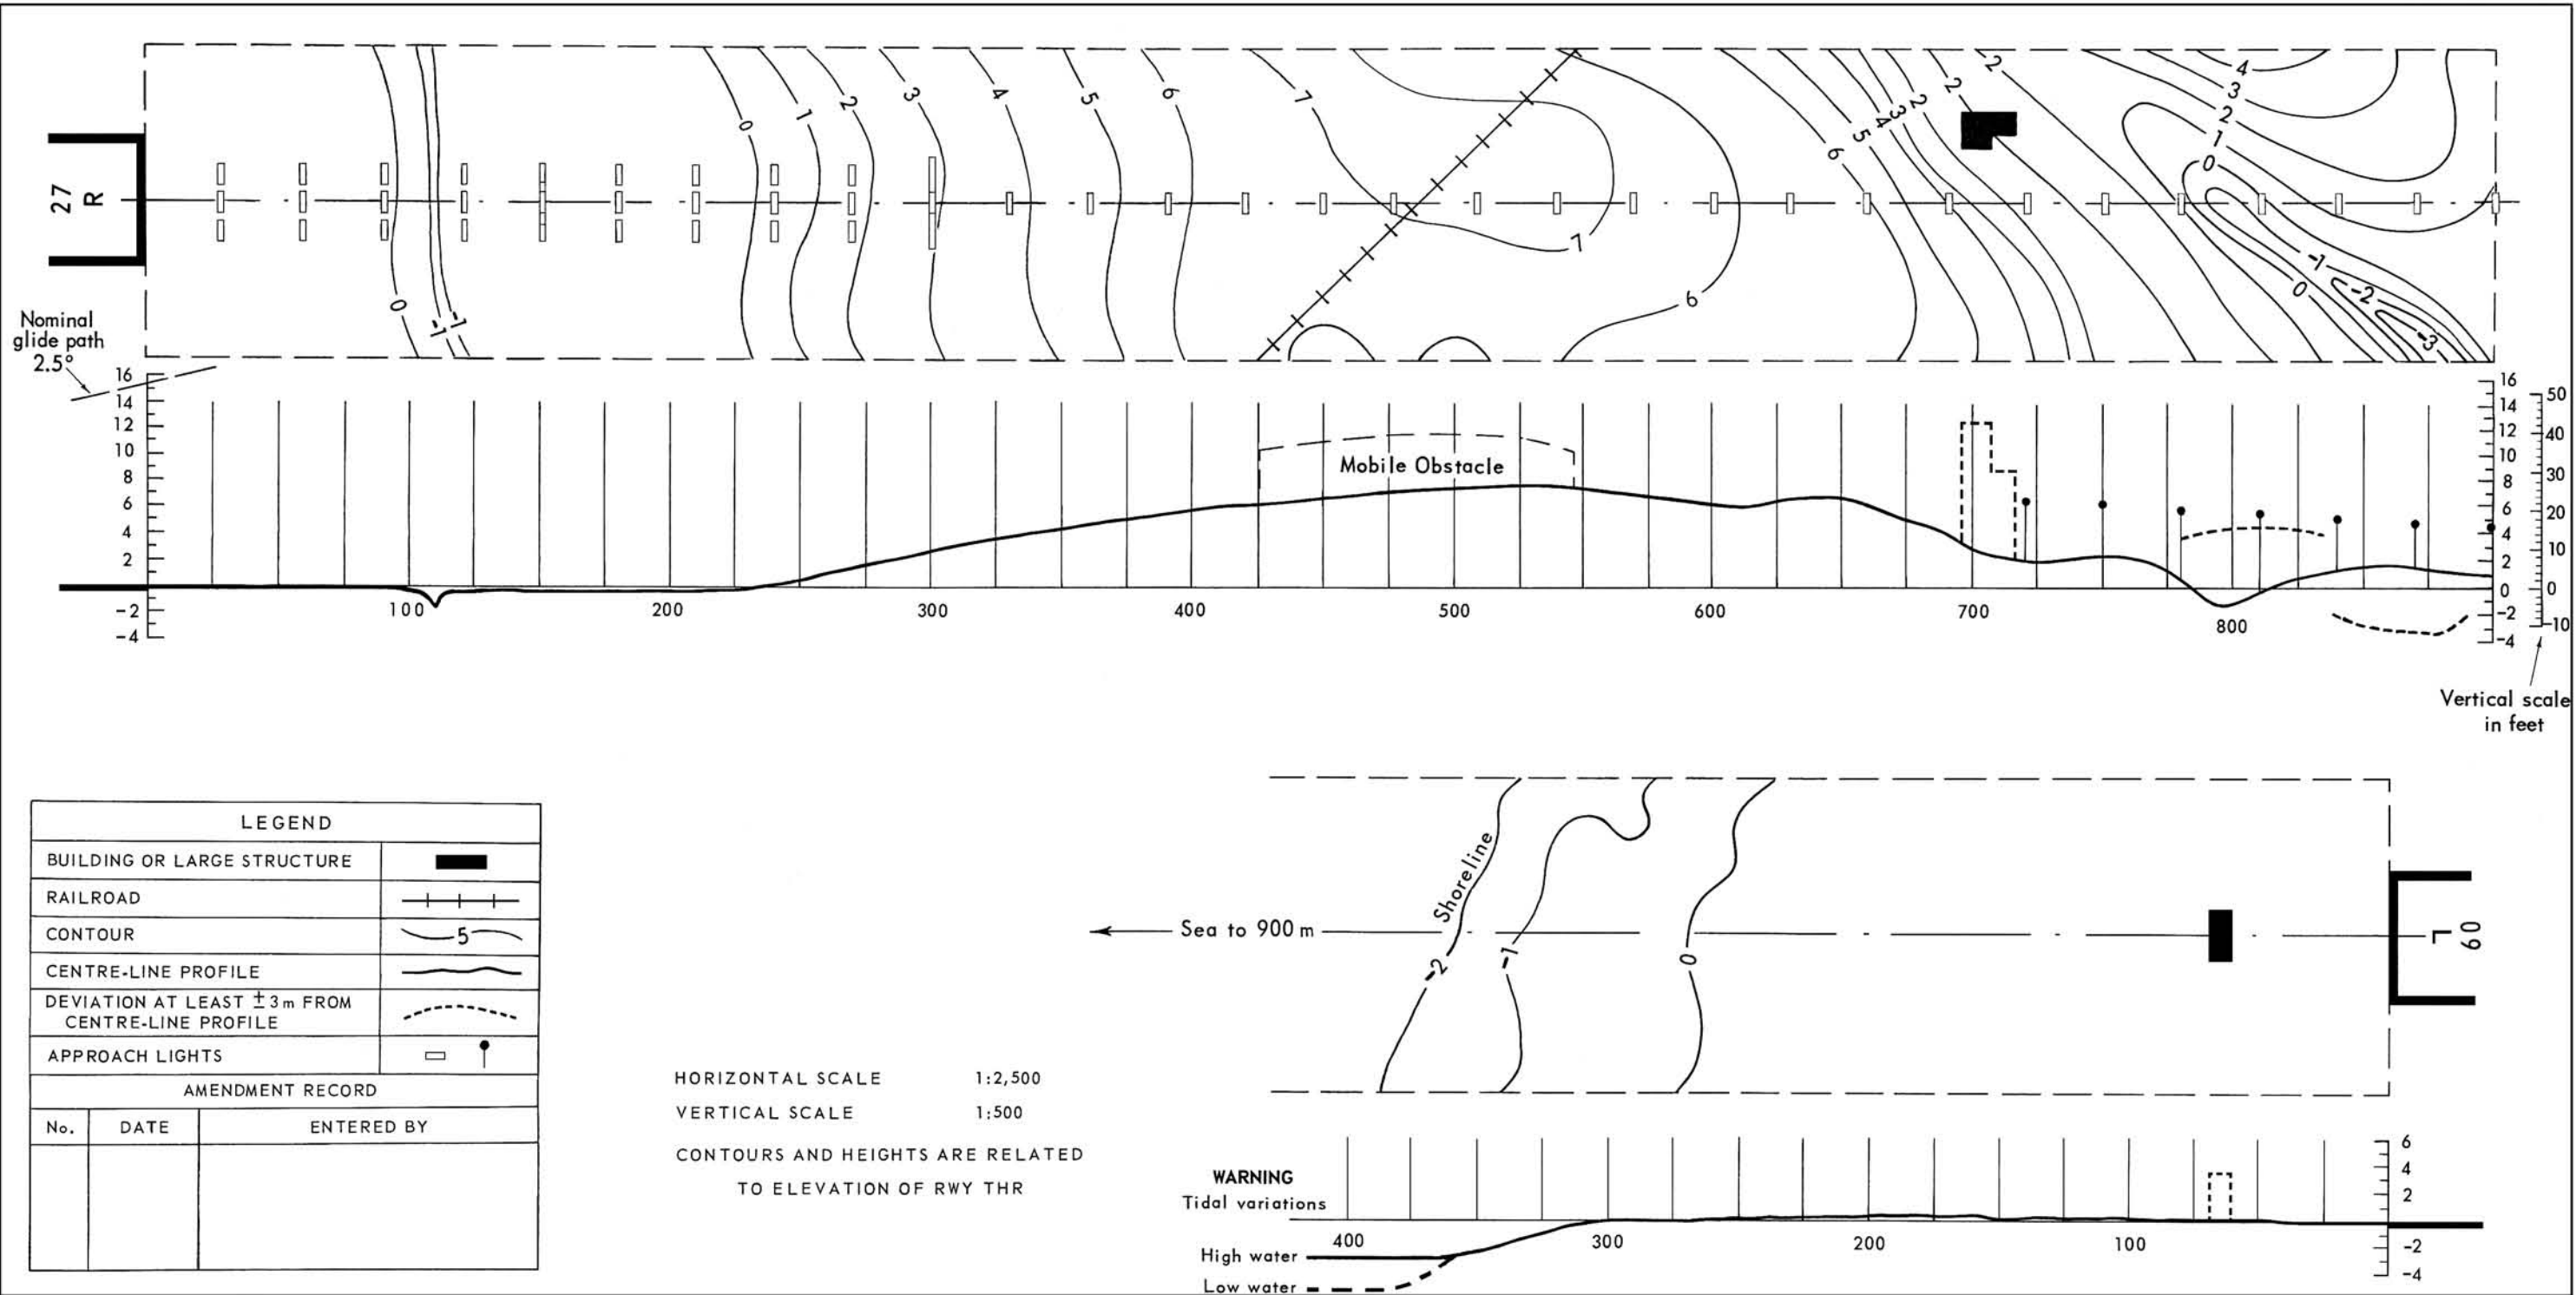 27
R
0
-1
-1
0
1
2
3
4
5
6
7
7
6
6
5
4
3
2
2
2
4
3
2
1
0
-1
0
-2
-3
Nominal
glide path
2.5°
16
14
12
10
8
6
4
2
-2
-4
100
200
300
400
500
600
700
800
Mobile Obstacle
16
14
12
10
8
6
4
2
0
-2
-4
50
40
30
20
10
0
-10
Vertical scale
in feet
LEGEND
BUILDING OR LARGE STRUCTURE
RAILROAD
CONTOUR 5
CENTRE-LINE PROFILE
DEVIATION AT LEAST ±3m FROM
CENTRE-LINE PROFILE
APPROACH LIGHTS
AMENDMENT RECORD
No. DATE ENTERED BY
HORIZONTAL SCALE 1:2,500
VERTICAL SCALE 1:500
CONTOURS AND HEIGHTS ARE RELATED
TO ELEVATION OF RWY THR
Sea to 900 m
Shoreline
-2
-1
0
09
L
WARNING
Tidal variations
High water
Low water
400
300
200
100
6
4
2
-2
-4